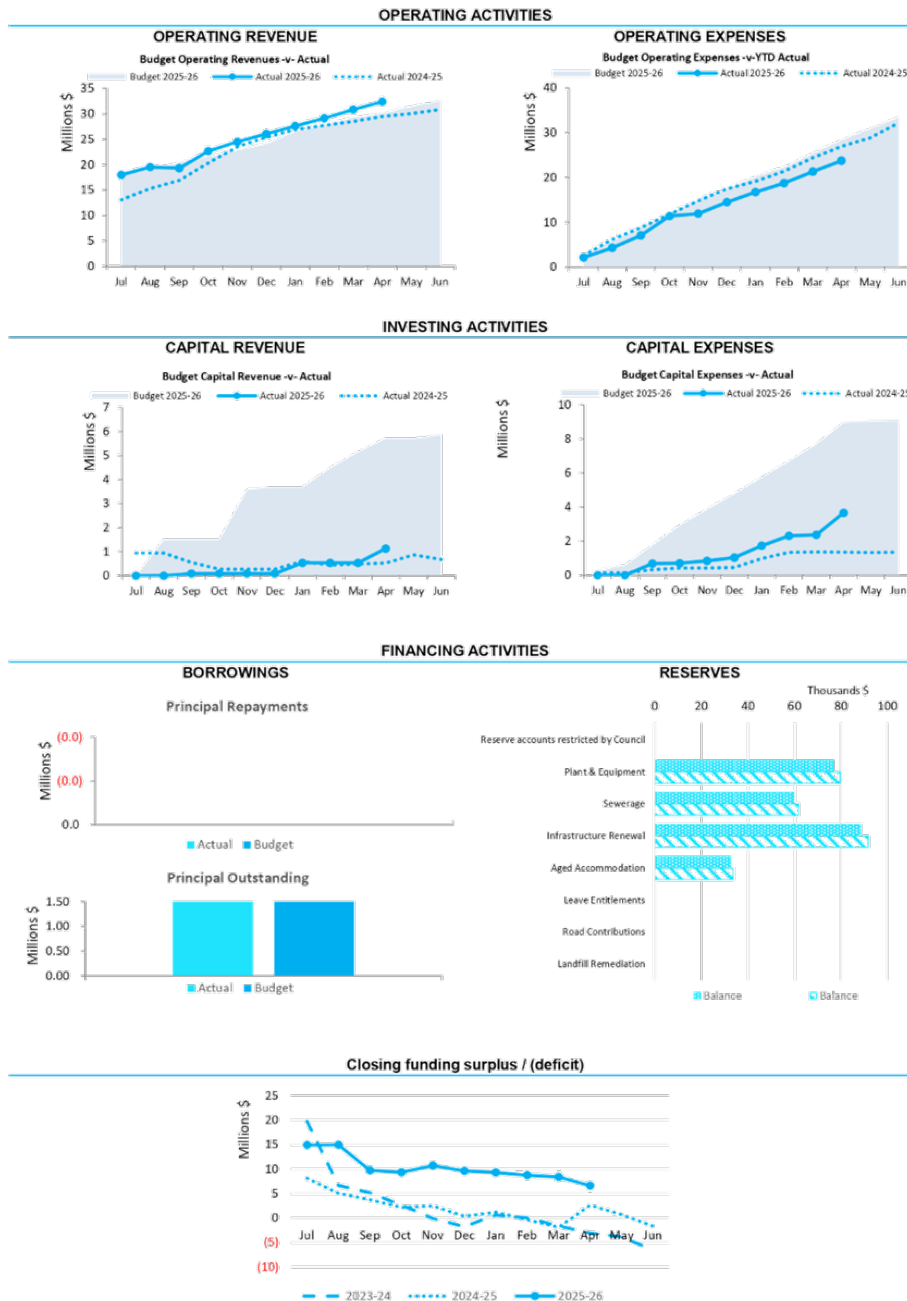 OPERATING ACTIVITIES
OPERATING REVENUE
Budget Operating Revenues -v- Actual
Budget 2025-26 Actual 2025-26 Actual 2024-25
Millions $
35
30
25
20
15
10
5
0
Jul Aug Sep Oct Nov Dec Jan Feb Mar Apr May Jun
OPERATING EXPENSES
Budget Operating Expenses -v-YTD Actual
Budget 2025-26 Actual 2025-26 Actual 2024-25
Millions $
40
30
20
10
0
Jul Aug Sep Oct Nov Dec Jan Feb Mar Apr May Jun
INVESTING ACTIVITIES
CAPITAL REVENUE
Budget Capital Revenue -v- Actual
Budget 2025-26 Actual 2025-26 Actual 2024-25
Millions $
7
6
5
4
3
2
1
0
Jul Aug Sep Oct Nov Dec Jan Feb Mar Apr May Jun
CAPITAL EXPENSES
Budget Capital Expenses -v- Actual
Budget 2025-26 Actual 2025-26 Actual 2024-25
Millions $
10
8
6
4
2
0
Jul Aug Sep Oct Nov Dec Jan Feb Mar Apr May Jun
FINANCING ACTIVITIES
BORROWINGS
Principal Repayments
Millions $
(0.0)
(0.0)
0.0
Actual Budget
Principal Outstanding
Millions $
1.50
1.00
0.50
0.00
Actual Budget
RESERVES
Thousands $
0 20 40 60 80 100
Reserve accounts restricted by Council
Plant & Equipment
Sewerage
Infrastructure Renewal
Aged Accommodation
Leave Entitlements
Road Contributions
Landfill Remediation
Balance Balance
Closing funding surplus / (deficit)
Millions $
25
20
15
10
5
0
(5)
(10)
Jul Aug Sep Oct Nov Dec Jan Feb Mar Apr May Jun
2023-24 2024-25 2025-26